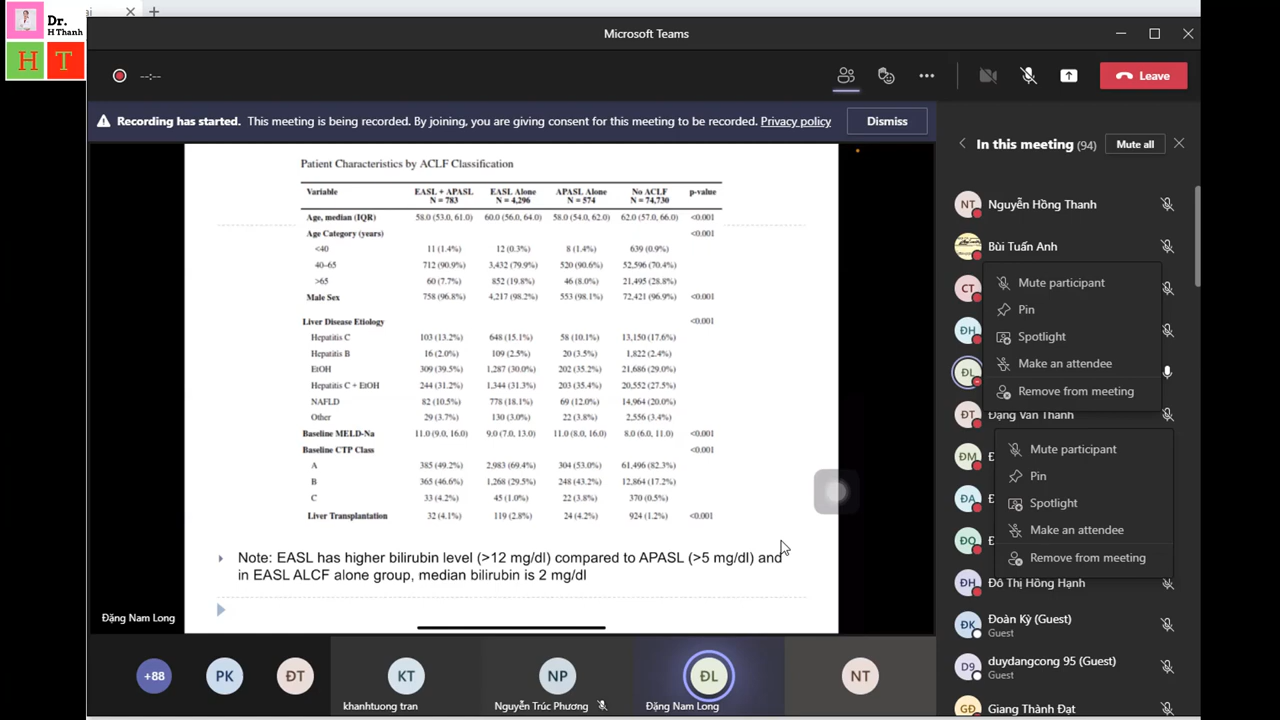 ai
Dr.
H Thanh
H T
Microsoft Teams
--:--
Leave
Recording has started. This meeting is being recorded. By joining, you are giving consent for this meeting to be recorded. Privacy policy
Dismiss
Patient Characteristics by ACLF Classification
Variable EASL + APASL N = 783 EASL Alone N = 4,296 APASL Alone N = 574 No ACLF N = 74,730 p-value
Age, median (IQR) 58.0 (53.0, 61.0) 60.0 (56.0, 64.0) 58.0 (54.0, 62.0) 62.0 (57.0, 66.0) <0.001
Age Category (years) <0.001
<40 11 (1.4%) 12 (0.3%) 8 (1.4%) 639 (0.9%)
40–65 712 (90.9%) 3,432 (79.9%) 520 (90.6%) 52,596 (70.4%)
>65 60 (7.7%) 852 (19.8%) 46 (8.0%) 21,495 (28.8%)
Male Sex 758 (96.8%) 4,217 (98.2%) 553 (98.1%) 72,421 (96.9%) <0.001
Liver Disease Etiology <0.001
Hepatitis C 103 (13.2%) 648 (15.1%) 58 (10.1%) 13,150 (17.6%)
Hepatitis B 16 (2.0%) 109 (2.5%) 20 (3.5%) 1,822 (2.4%)
EtOH 309 (39.5%) 1,287 (30.0%) 202 (35.2%) 21,686 (29.0%)
Hepatitis C + EtOH 244 (31.2%) 1,344 (31.3%) 203 (35.4%) 20,552 (27.5%)
NAFLD 82 (10.5%) 778 (18.1%) 69 (12.0%) 14,964 (20.0%)
Other 29 (3.7%) 130 (3.0%) 22 (3.8%) 2,556 (3.4%)
Baseline MELD-Na 11.0 (9.0, 16.0) 9.0 (7.0, 13.0) 11.0 (8.0, 16.0) 8.0 (6.0, 11.0) <0.001
Baseline CTP Class <0.001
A 385 (49.2%) 2,983 (69.4%) 304 (53.0%) 61,496 (82.3%)
B 365 (46.6%) 1,268 (29.5%) 248 (43.2%) 12,864 (17.2%)
C 33 (4.2%) 45 (1.0%) 22 (3.8%) 370 (0.5%)
Liver Transplantation 32 (4.1%) 119 (2.8%) 24 (4.2%) 924 (1.2%) <0.001
Note: EASL has higher bilirubin level (>12 mg/dl) compared to APASL (>5 mg/dl) and
in EASL ALCF alone group, median bilirubin is 2 mg/dl
Đặng Nam Long
+88
PK
ĐT
KT
khanhtuong tran
NP
Nguyễn Trúc Phương
ĐL
Đặng Nam Long
NT
In this meeting (94)
Mute all
NT Nguyễn Hồng Thanh
Bùi Tuấn Anh
CT
ĐH
ĐL
Mute participant
Pin
Spotlight
Make an attendee
Remove from meeting
ĐT Đặng Văn Thanh
ĐM
ĐA
ĐQ
Mute participant
Pin
Spotlight
Make an attendee
Remove from meeting
ĐH Đỗ Thị Hồng Hạnh
ĐK Đoàn Kỳ (Guest)
Guest
D9 duydangcong 95 (Guest)
Guest
GĐ Giang Thành Đạt